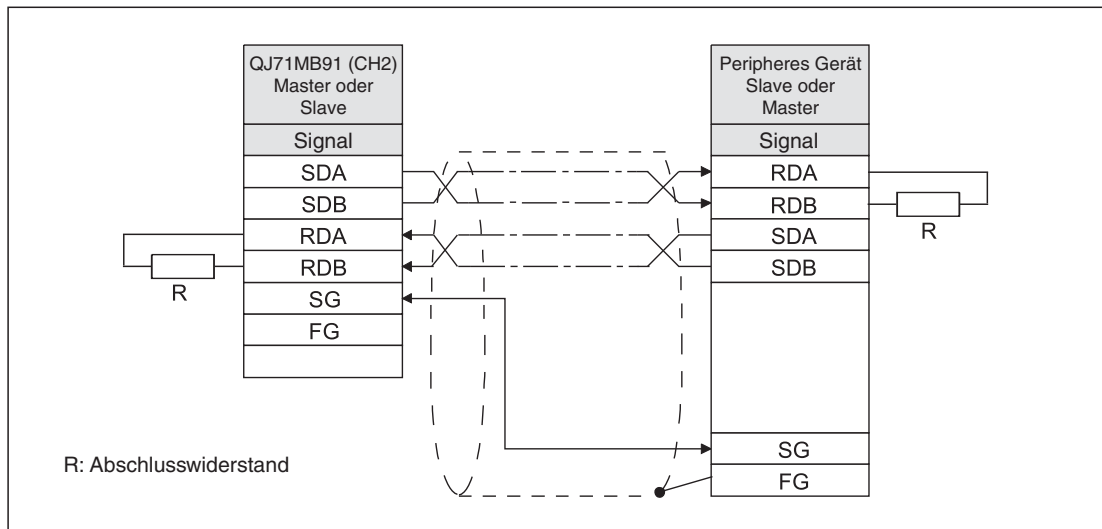 QJ71MB91 (CH2)
Master oder
Slave
Signal
SDA
SDB
RDA
RDB
SG
FG
R
Peripheres Gerät
Slave oder
Master
Signal
RDA
RDB
SDA
SDB
SG
FG
R
R: Abschlusswiderstand